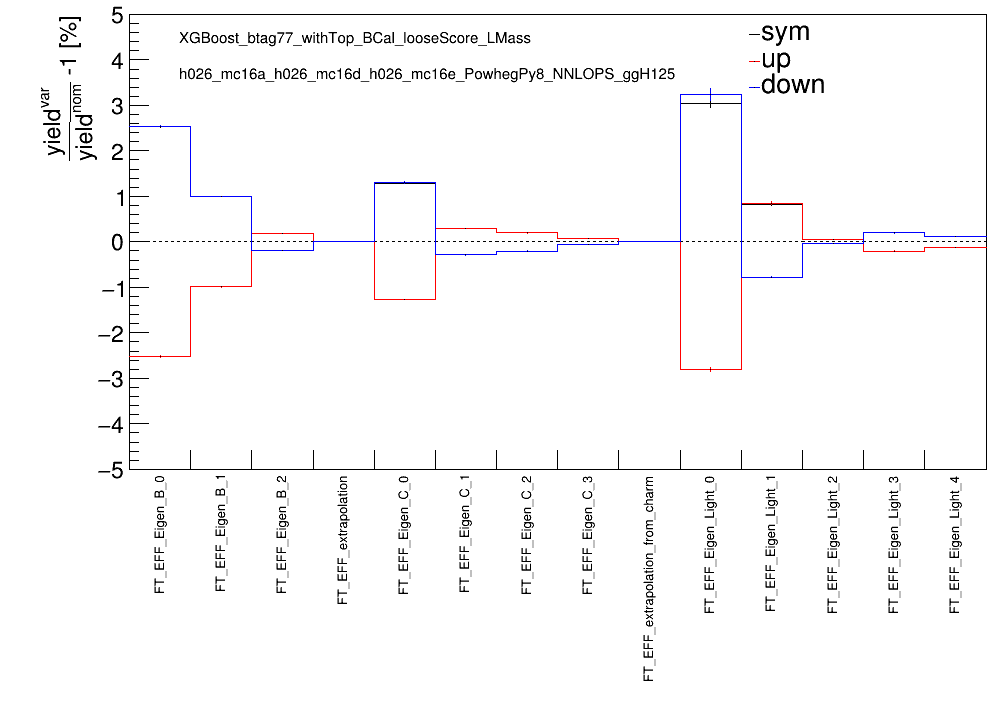 yield^var / yield^nom -1 [%]
XGBoost_btag77_withTop_BCal_looseScore_LMass
h026_mc16a_h026_mc16d_h026_mc16e_PowhegPy8_NNLOPS_ggH125
sym
up
down
5
4
3
2
1
0
−1
−2
−3
−4
−5
FT_EFF_Eigen_B_0
FT_EFF_Eigen_B_1
FT_EFF_Eigen_B_2
FT_EFF_extrapolation
FT_EFF_Eigen_C_0
FT_EFF_Eigen_C_1
FT_EFF_Eigen_C_2
FT_EFF_Eigen_C_3
FT_EFF_extrapolation_from_charm
FT_EFF_Eigen_Light_0
FT_EFF_Eigen_Light_1
FT_EFF_Eigen_Light_2
FT_EFF_Eigen_Light_3
FT_EFF_Eigen_Light_4